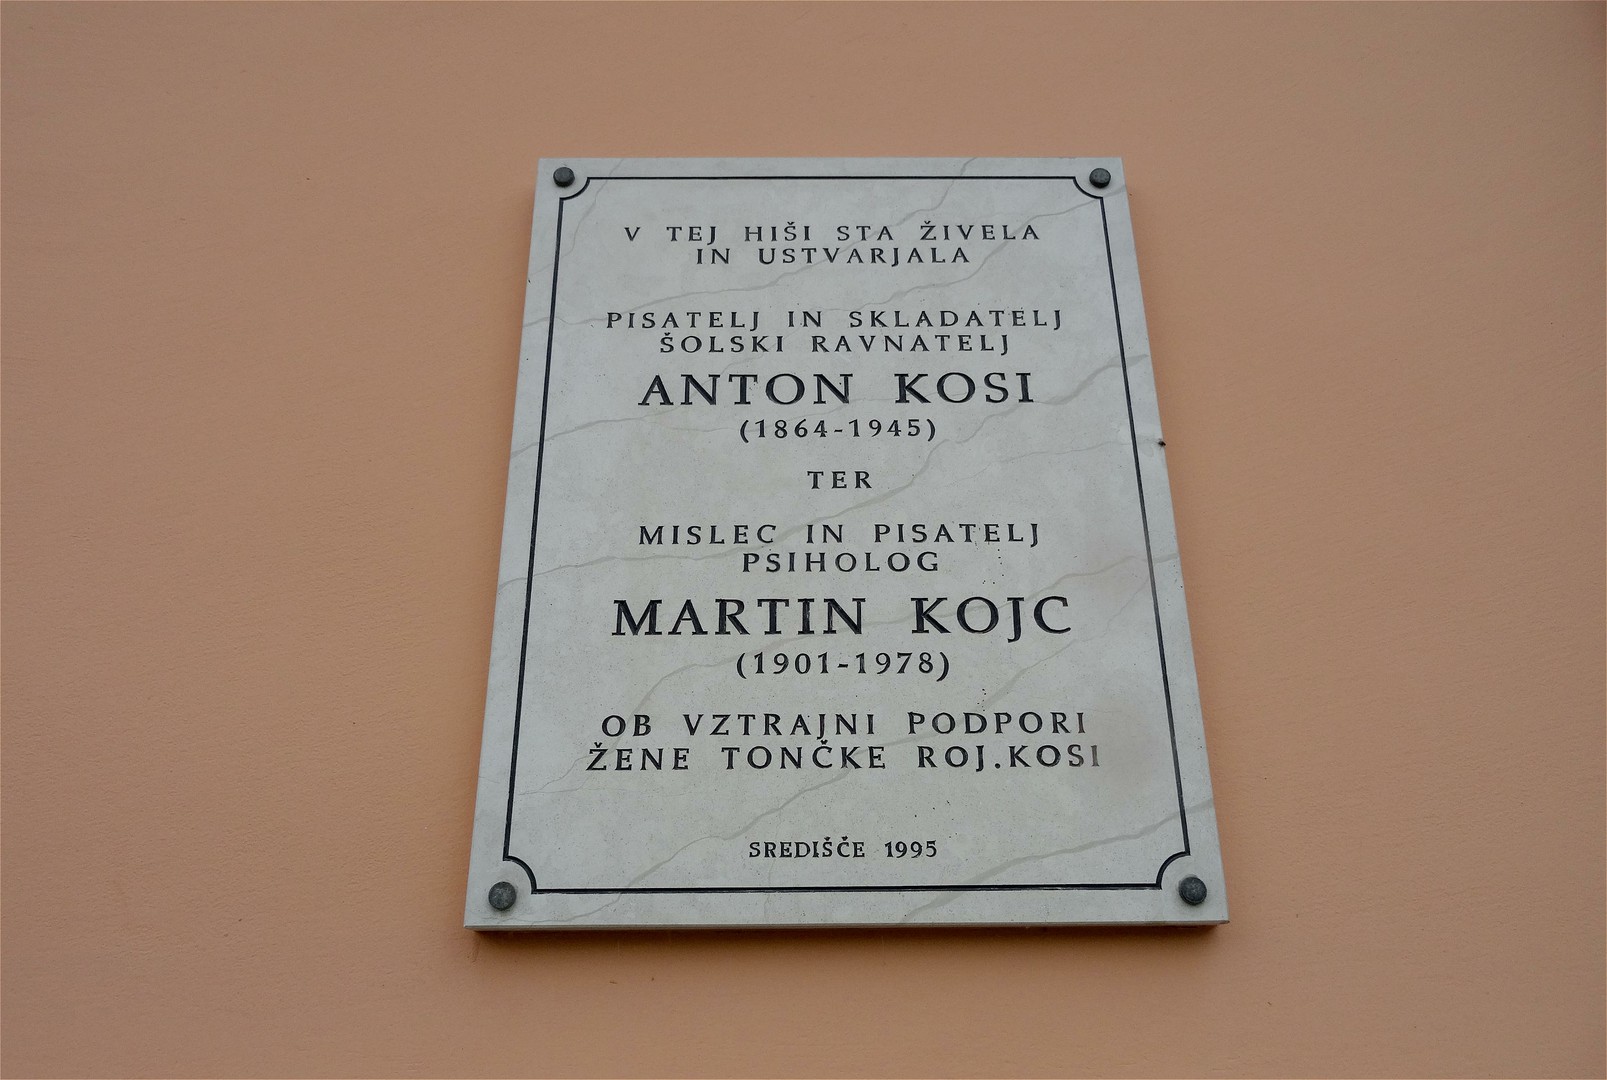 V TEJ HIŠI STA ŽIVELA
IN USTVARJALA
PISATELJ IN SKLADATELJ
ŠOLSKI RAVNATELJ
ANTON KOSI
(1864-1945)
TER
MISLEC IN PISATELJ
PSIHOLOG
MARTIN KOJC
(1901-1978)
OB VZTRAJNI PODPORI
ŽENE TONČKE ROJ.KOSI
SREDIŠČE 1995